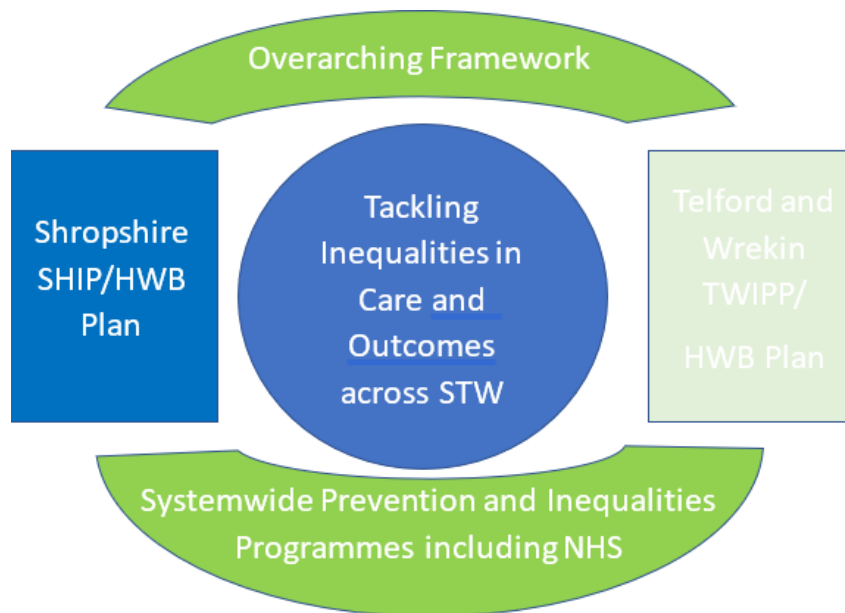 Overarching Framework
Shropshire
SHIP/HWB
Plan
Tackling
Inequalities in
Care and
Outcomes
across STW
Telford and
Wrekin
TWIPP/
HWB Plan
Systemwide Prevention and Inequalities
Programmes including NHS